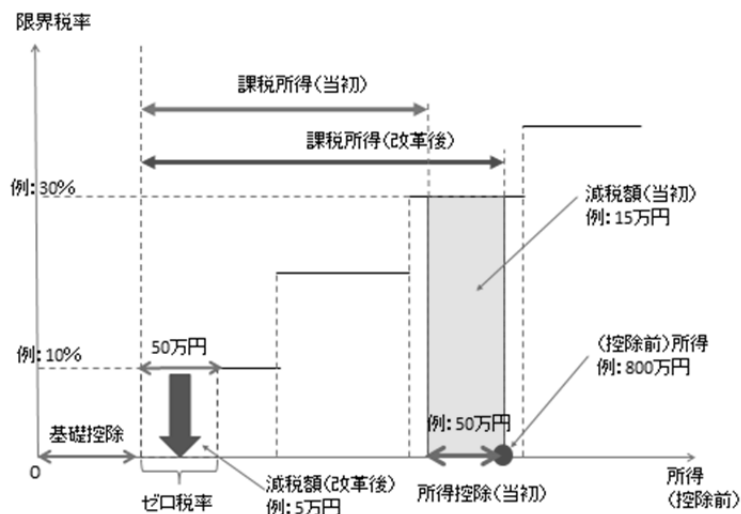 限界税率
課税所得(当初)
課税所得(改革後)
例：30%
減税額(当初)
例：15万円
50万円
例：10%
(控除前)所得
例：800万円
例：50万円
基礎控除
0
ゼロ税率
減税額(改革後)
例：5万円
所得控除(当初)
所得
(控除前)